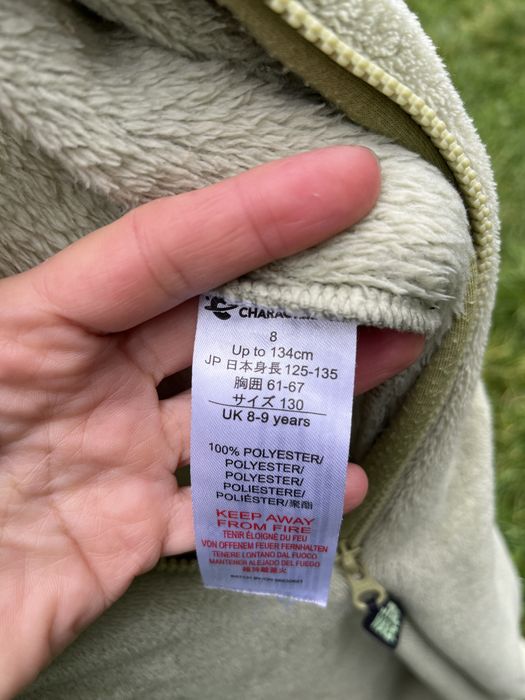 8
Up to 134cm
JP 日本身長 125-135
胸囲 61-67
サイズ 130
UK 8-9 years
100% POLYESTER/
POLYESTER/
POLYESTER/
POLIESTERE/
POLIÉSTER/聚酯
KEEP AWAY
FROM FIRE
TENIR ÉLOIGNÉ DU FEU
VON OFFENEM FEUER FERNHALTEN
TENERE LONTANO DAL FUOCO
MANTENER ALEJADO DEL FUEGO